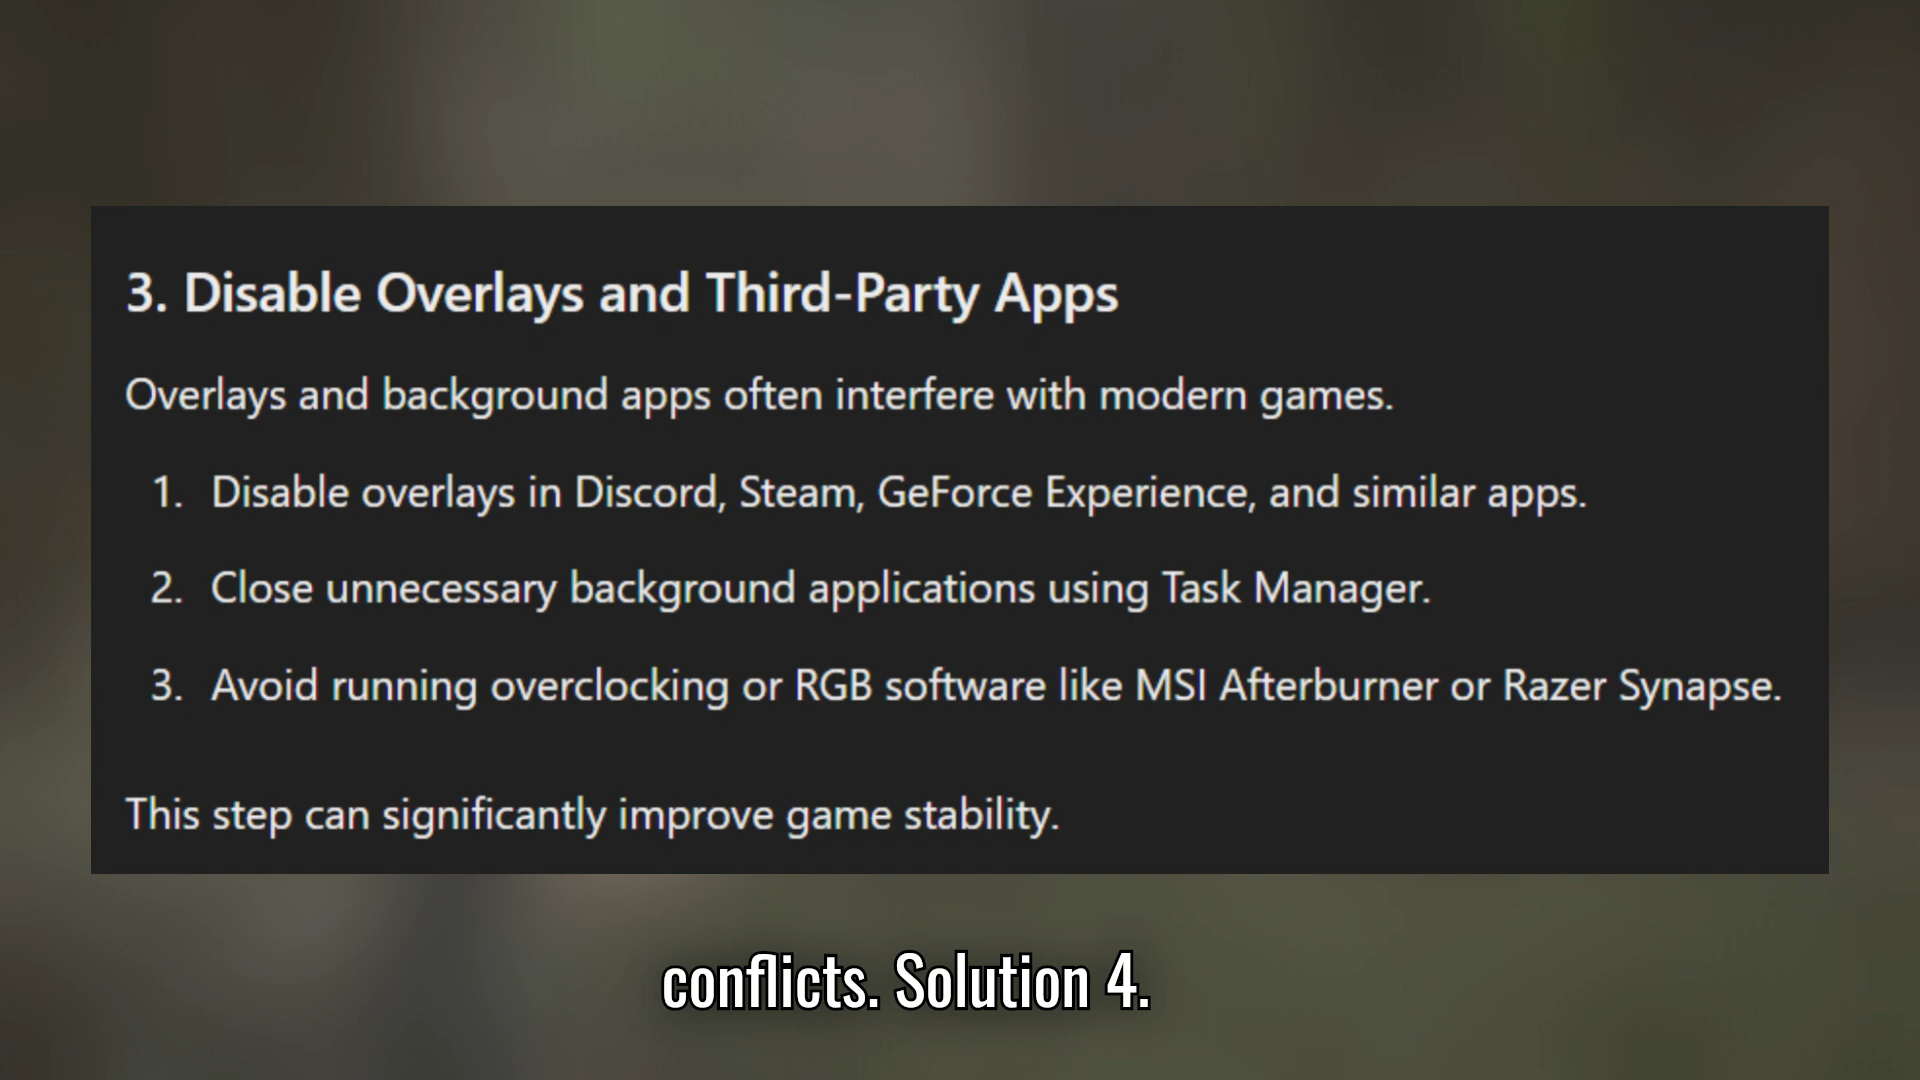 3. Disable Overlays and Third-Party Apps
Overlays and background apps often interfere with modern games.
1. Disable overlays in Discord, Steam, GeForce Experience, and similar apps.
2. Close unnecessary background applications using Task Manager.
3. Avoid running overclocking or RGB software like MSI Afterburner or Razer Synapse.
This step can significantly improve game stability.
conflicts. Solution 4.